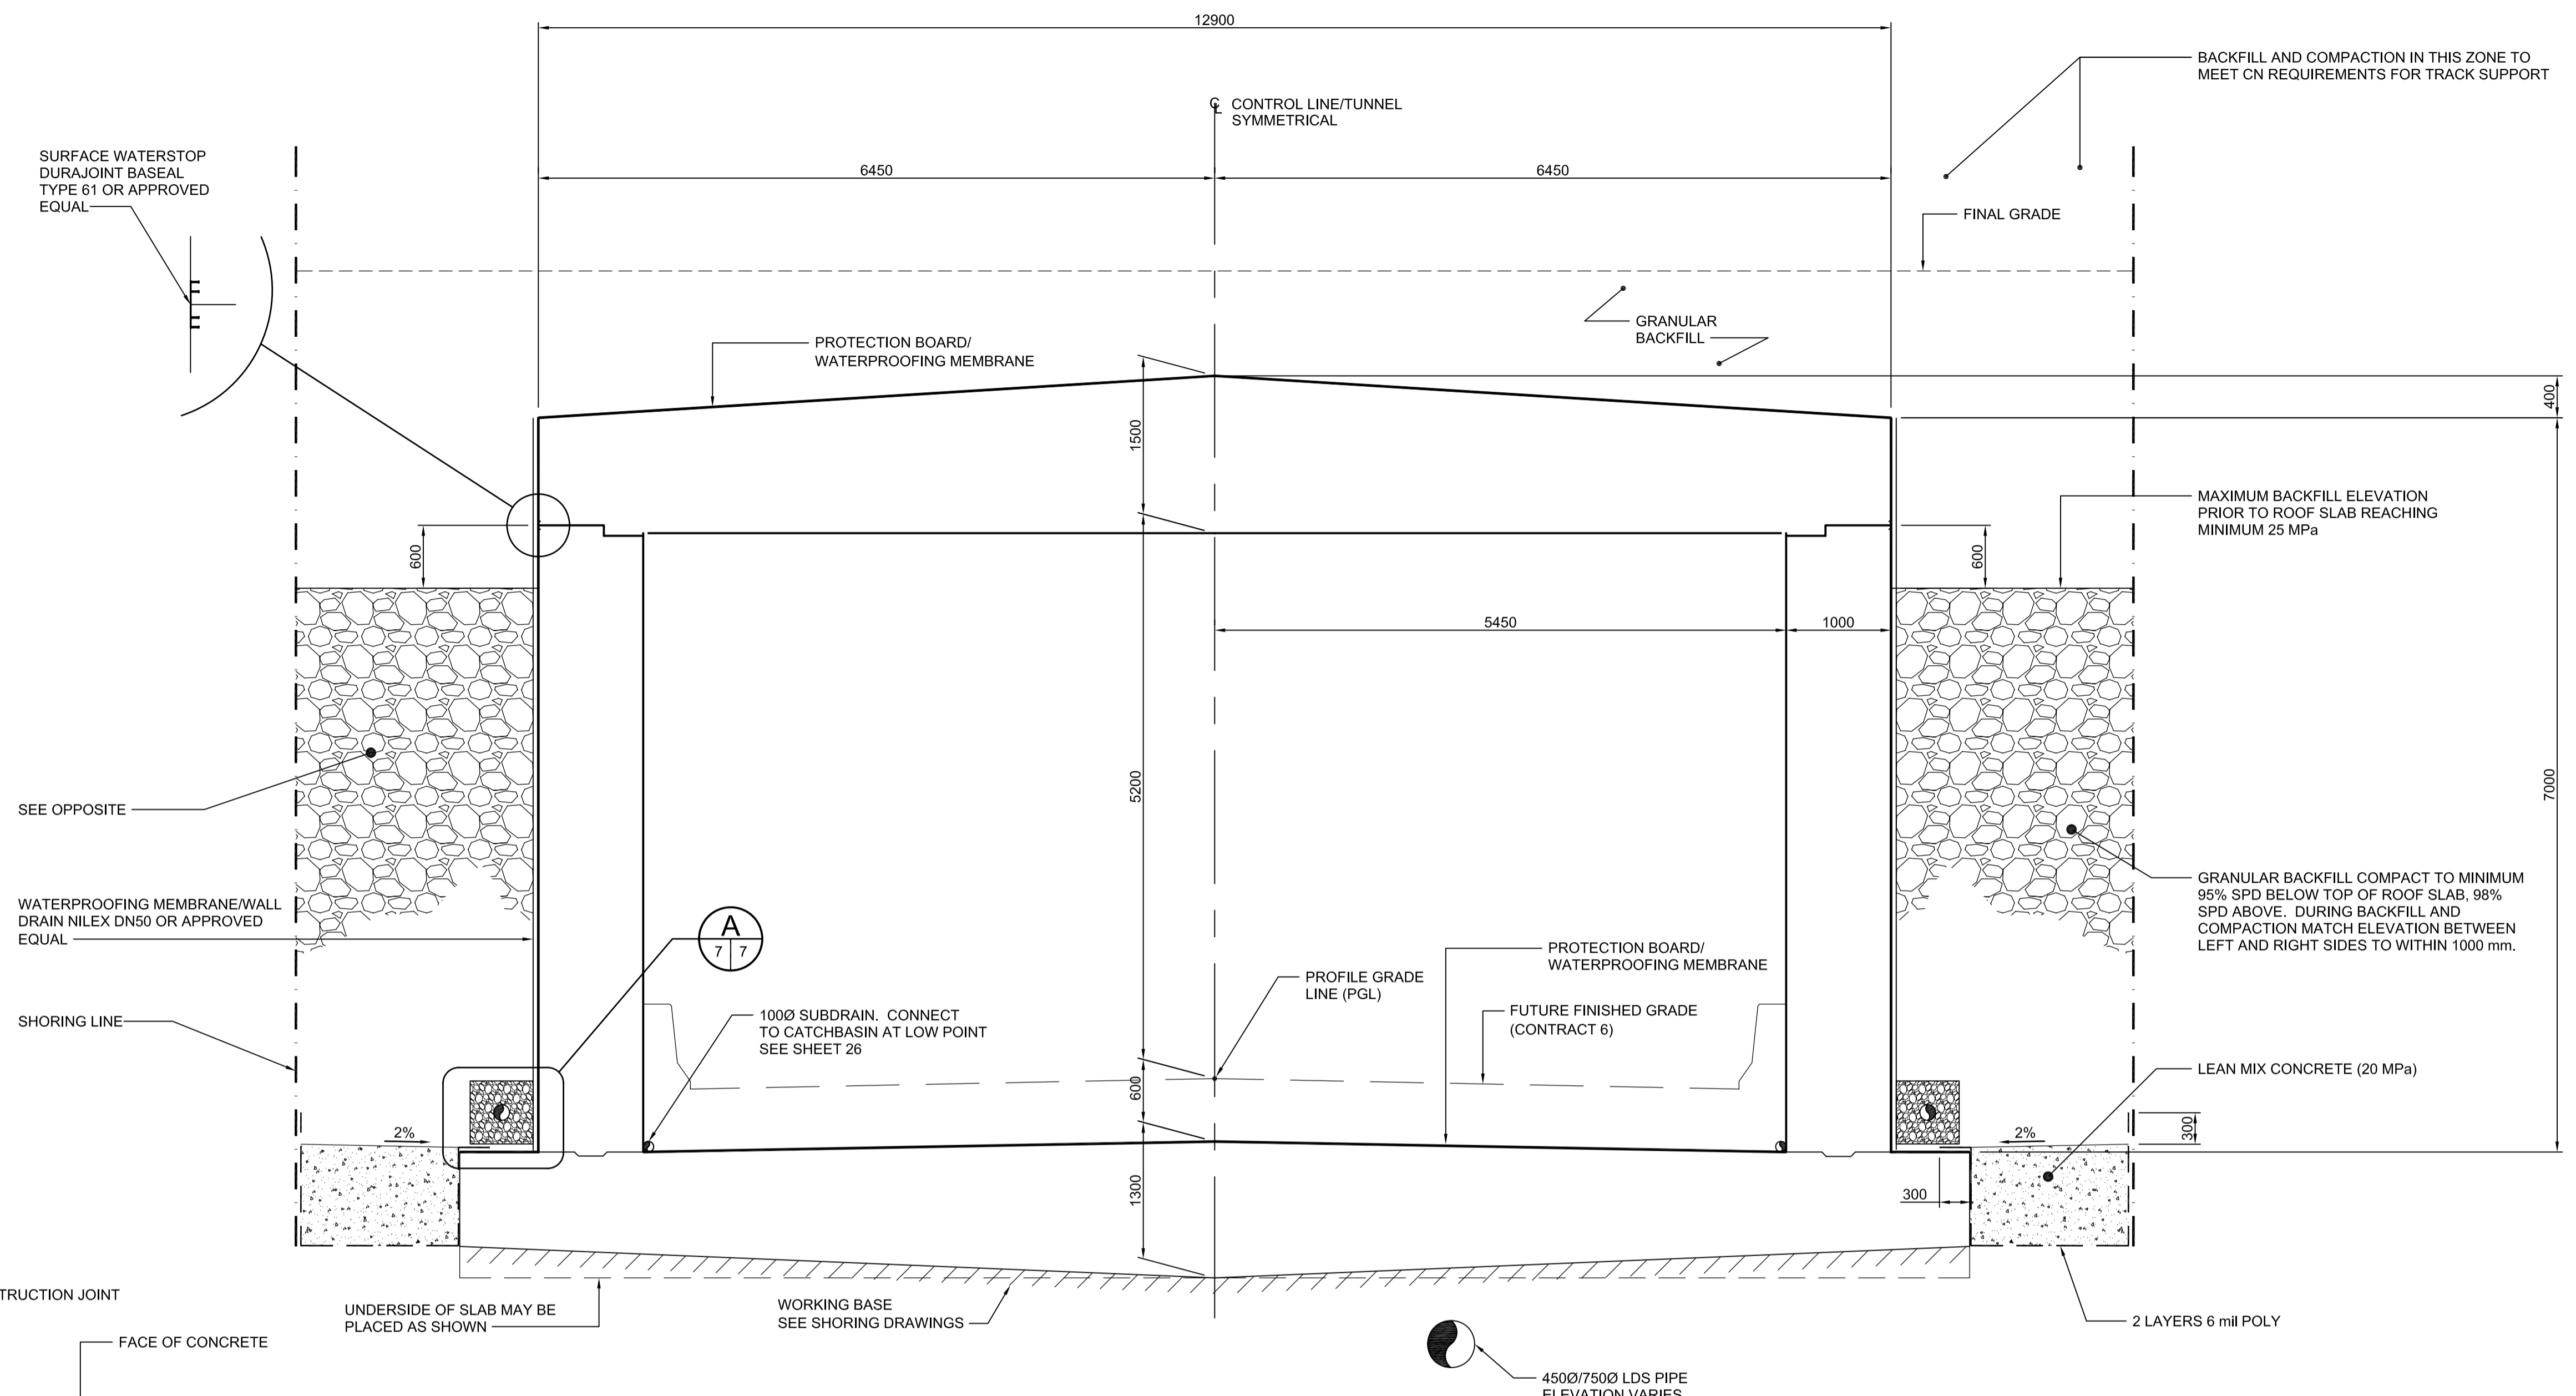 12900
BACKFILL AND COMPACTION IN THIS ZONE TO
MEET CN REQUIREMENTS FOR TRACK SUPPORT
CL CONTROL LINE/TUNNEL
SYMMETRICAL
SURFACE WATERSTOP
DURAJOINT BASEAL
TYPE 61 OR APPROVED
EQUAL
6450
6450
FINAL GRADE
GRANULAR
BACKFILL
PROTECTION BOARD/
WATERPROOFING MEMBRANE
400
1500
MAXIMUM BACKFILL ELEVATION
PRIOR TO ROOF SLAB REACHING
MINIMUM 25 MPa
600
600
5450
1000
5200
7000
SEE OPPOSITE
GRANULAR BACKFILL COMPACT TO MINIMUM
95% SPD BELOW TOP OF ROOF SLAB, 98%
SPD ABOVE. DURING BACKFILL AND
COMPACTION MATCH ELEVATION BETWEEN
LEFT AND RIGHT SIDES TO WITHIN 1000 mm.
WATERPROOFING MEMBRANE/WALL
DRAIN NILEX DN50 OR APPROVED
EQUAL
A
7 7
PROTECTION BOARD/
WATERPROOFING MEMBRANE
PROFILE GRADE
LINE (PGL)
FUTURE FINISHED GRADE
(CONTRACT 6)
100Ø SUBDRAIN. CONNECT
TO CATCHBASIN AT LOW POINT
SEE SHEET 26
SHORING LINE
LEAN MIX CONCRETE (20 MPa)
600
2%
2%
300
1300
300
TRUCTION JOINT
UNDERSIDE OF SLAB MAY BE
PLACED AS SHOWN
WORKING BASE
SEE SHORING DRAWINGS
2 LAYERS 6 mil POLY
FACE OF CONCRETE
450Ø/750Ø LDS PIPE
ELEVATION VARIES